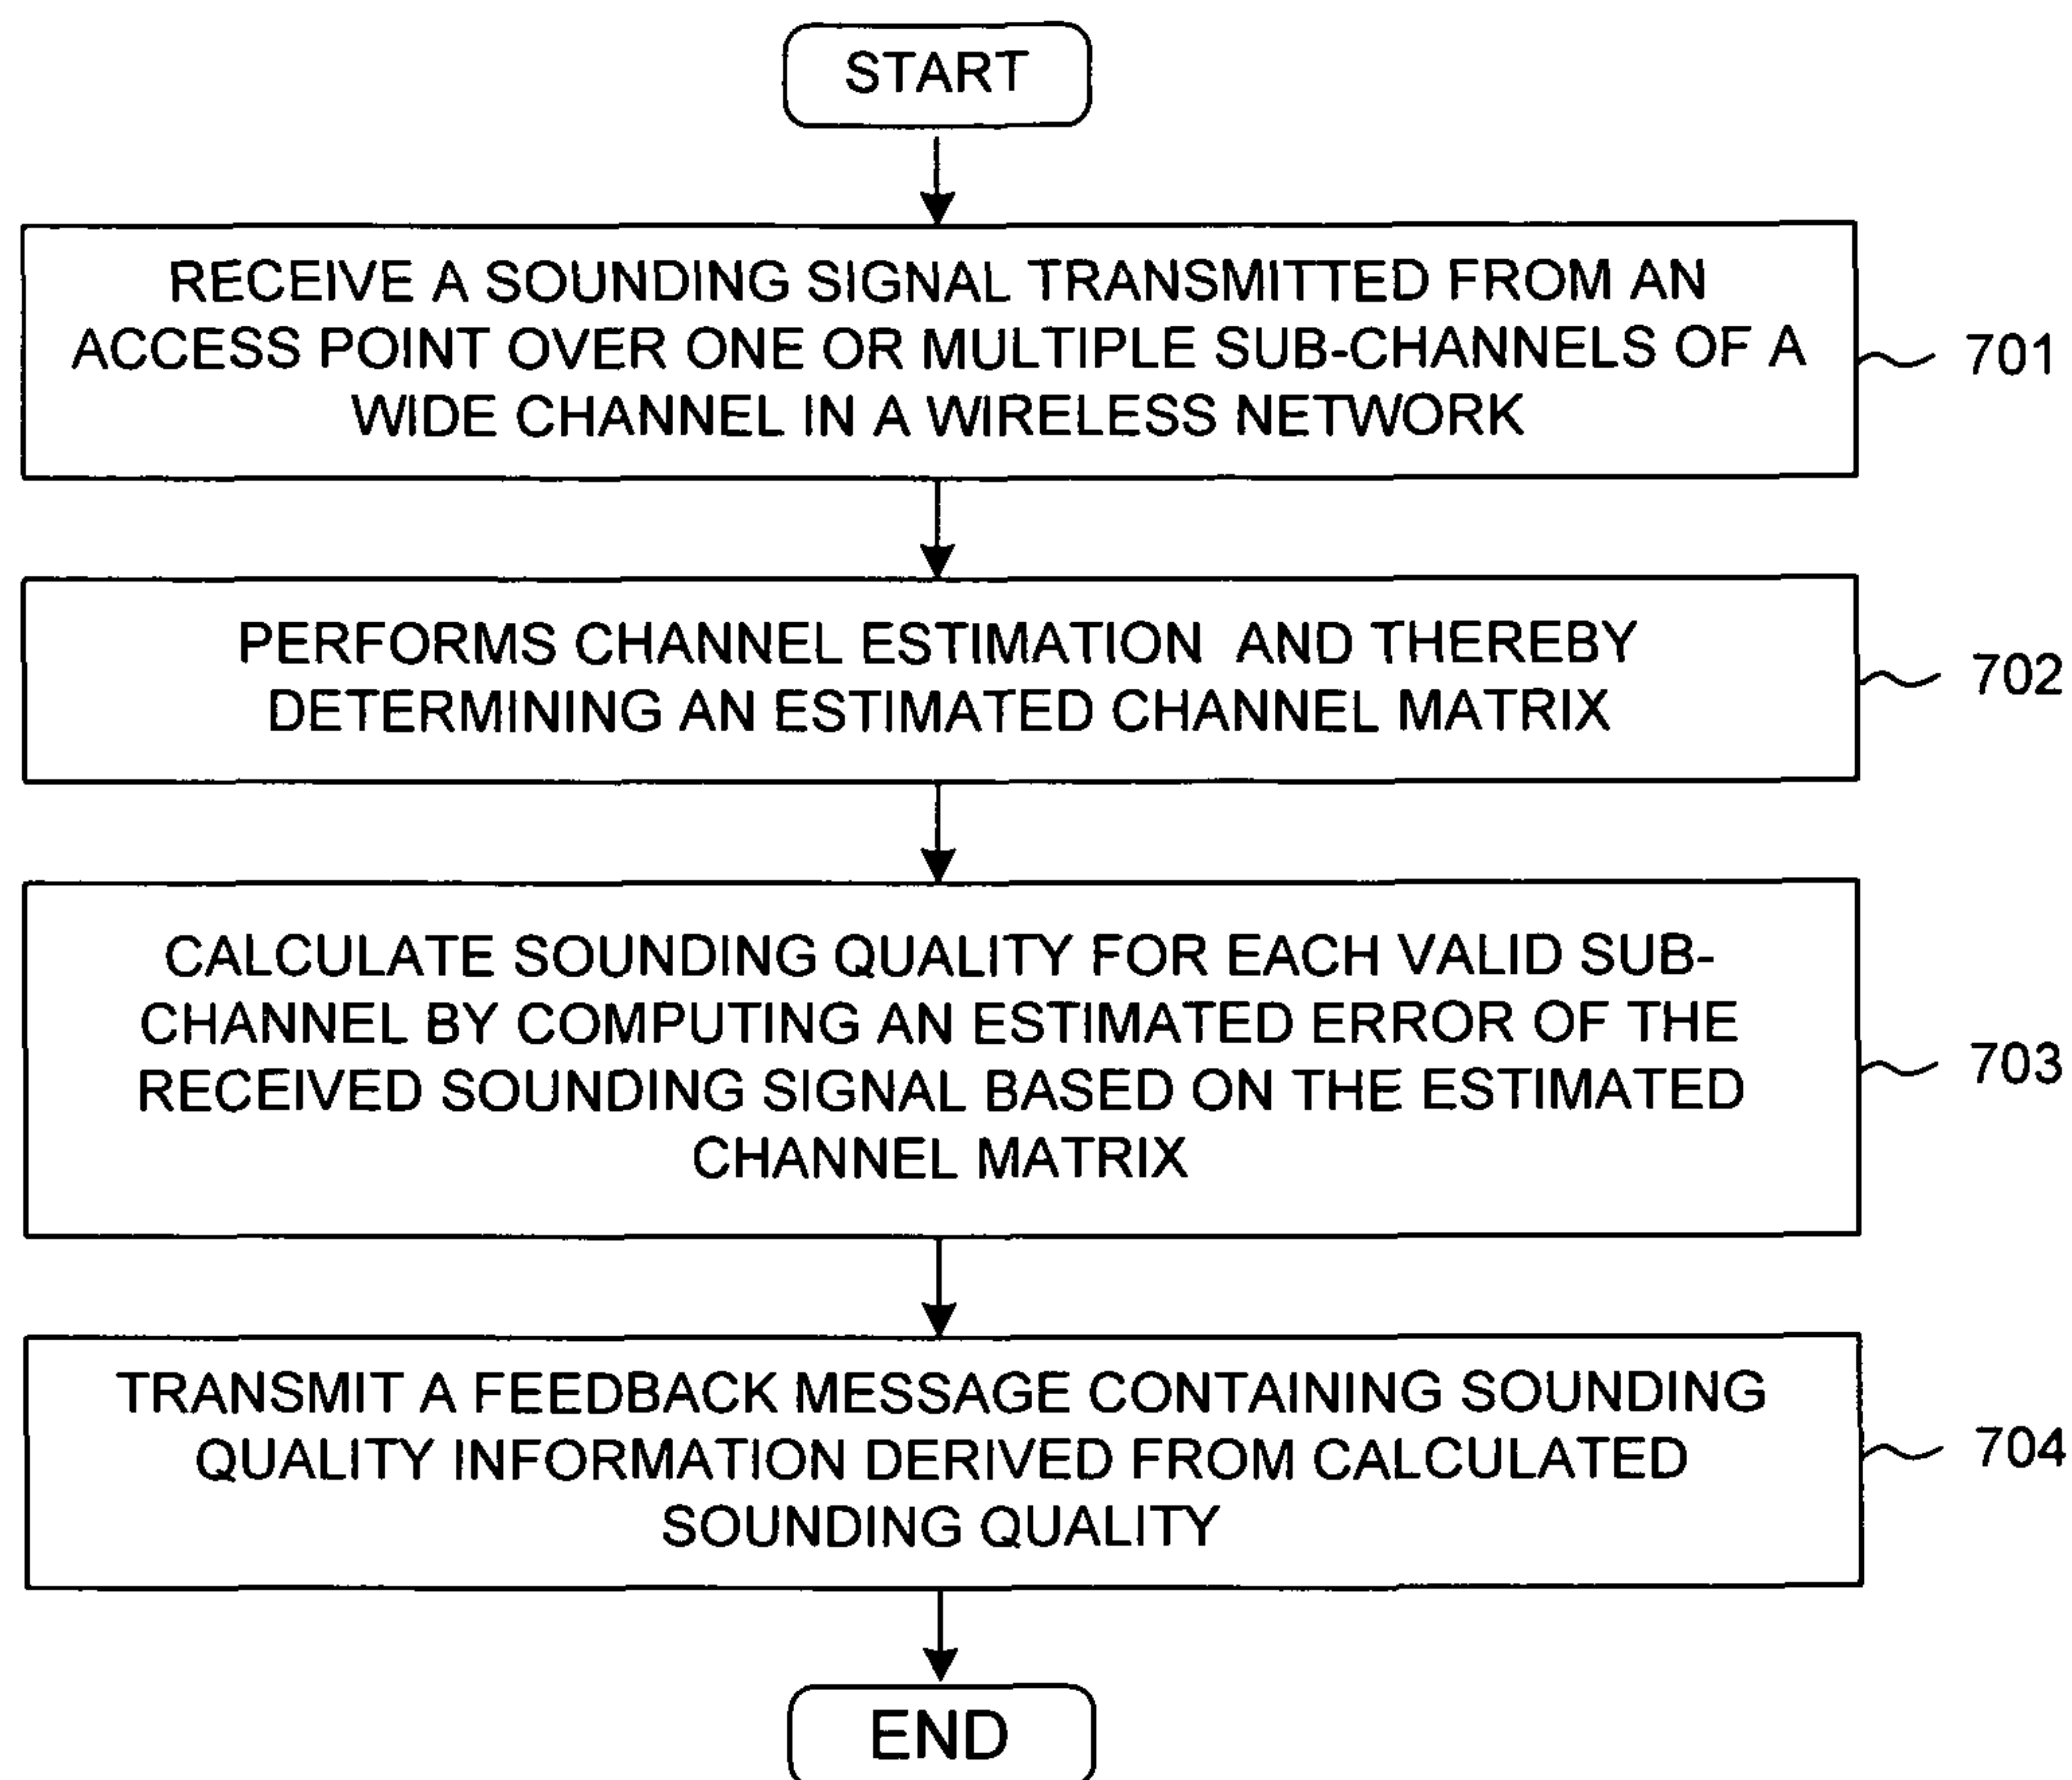 START
RECEIVE A SOUNDING SIGNAL TRANSMITTED FROM AN
ACCESS POINT OVER ONE OR MULTIPLE SUB-CHANNELS OF A
WIDE CHANNEL IN A WIRELESS NETWORK
701
PERFORMS CHANNEL ESTIMATION AND THEREBY
DETERMINING AN ESTIMATED CHANNEL MATRIX
702
CALCULATE SOUNDING QUALITY FOR EACH VALID SUB-
CHANNEL BY COMPUTING AN ESTIMATED ERROR OF THE
RECEIVED SOUNDING SIGNAL BASED ON THE ESTIMATED
CHANNEL MATRIX
703
TRANSMIT A FEEDBACK MESSAGE CONTAINING SOUNDING
QUALITY INFORMATION DERIVED FROM CALCULATED
SOUNDING QUALITY
704
END